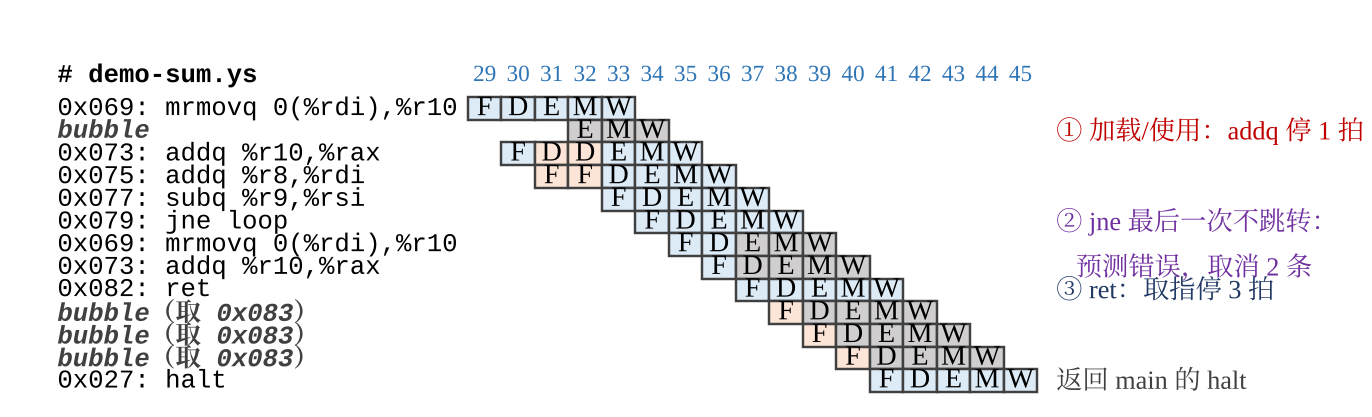 # demo-sum.ys 29 30 31 32 33 34 35 36 37 38 39 40 41 42 43 44 45
0x069: mrmovq 0(%rdi),%r10 F D E M W
bubble E M W ① 加载/使用：addq 停 1 拍
0x073: addq %r10,%rax F D D E M W
0x075: addq %r8,%rdi F F D E M W
0x077: subq %r9,%rsi F D E M W
0x079: jne loop F D E M W ② jne 最后一次不跳转：
0x069: mrmovq 0(%rdi),%r10 F D E M W
0x073: addq %r10,%rax F D E M W 预测错误，取消 2 条
0x082: ret F D E M W ③ ret：取指停 3 拍
bubble（取 0x083） F D E M W
bubble（取 0x083） F D E M W
bubble（取 0x083） F D E M W
0x027: halt F D E M W 返回 main 的 halt